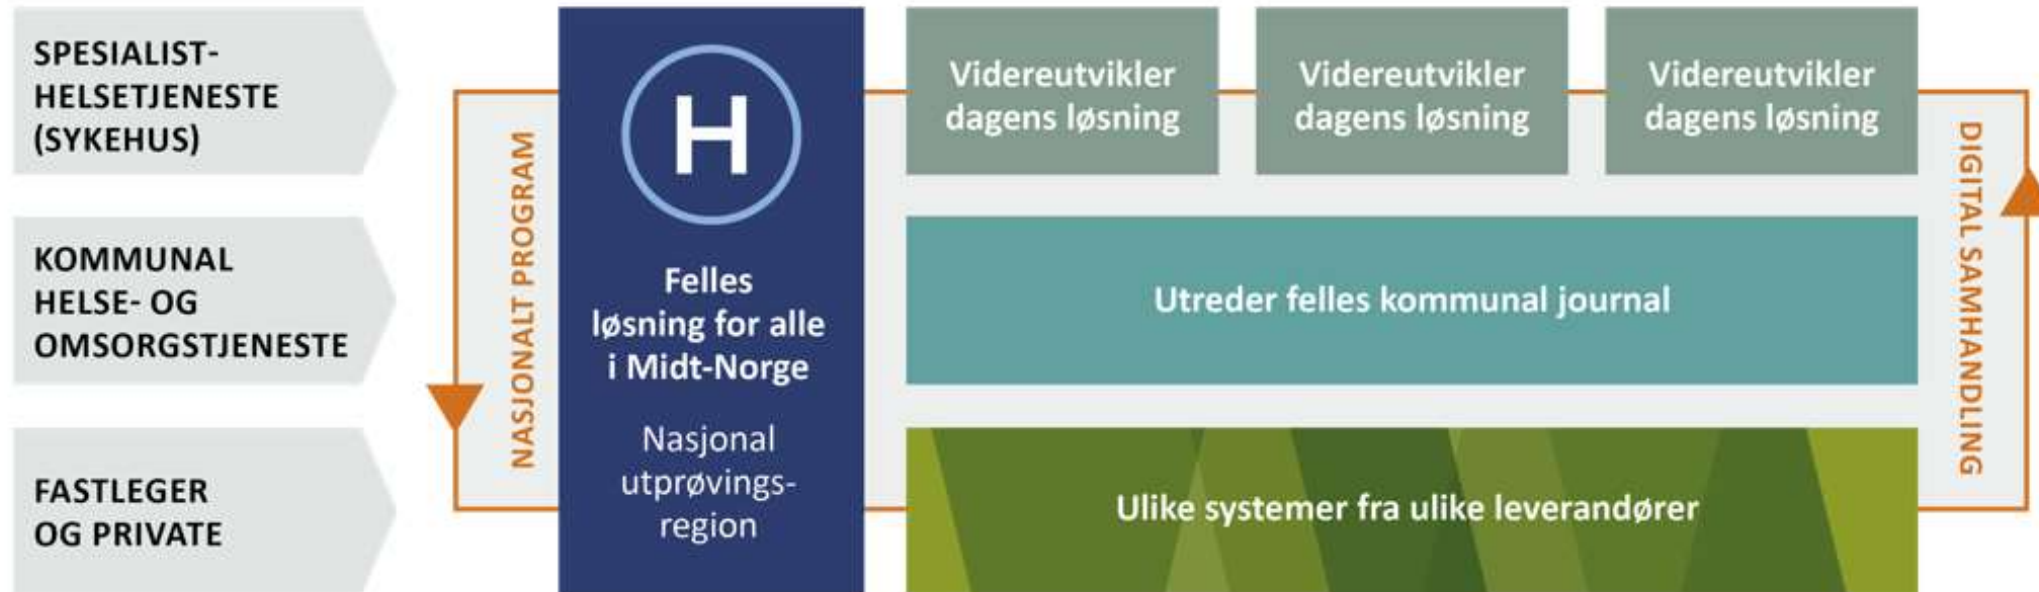 SPESIALIST-
HELSETJENESTE
(SYKEHUS)
KOMMUNAL
HELSE- OG
OMSORGSTJENESTE
FASTLEGER
OG PRIVATE
NASJONALT PROGRAM
H
Felles
løsning for alle
i Midt-Norge
Nasjonal
utprøvings-
region
Videreutvikler
dagens løsning
Videreutvikler
dagens løsning
Videreutvikler
dagens løsning
Utreder felles kommunal journal
Ulike systemer fra ulike leverandører
DIGITAL SAMHANDLING